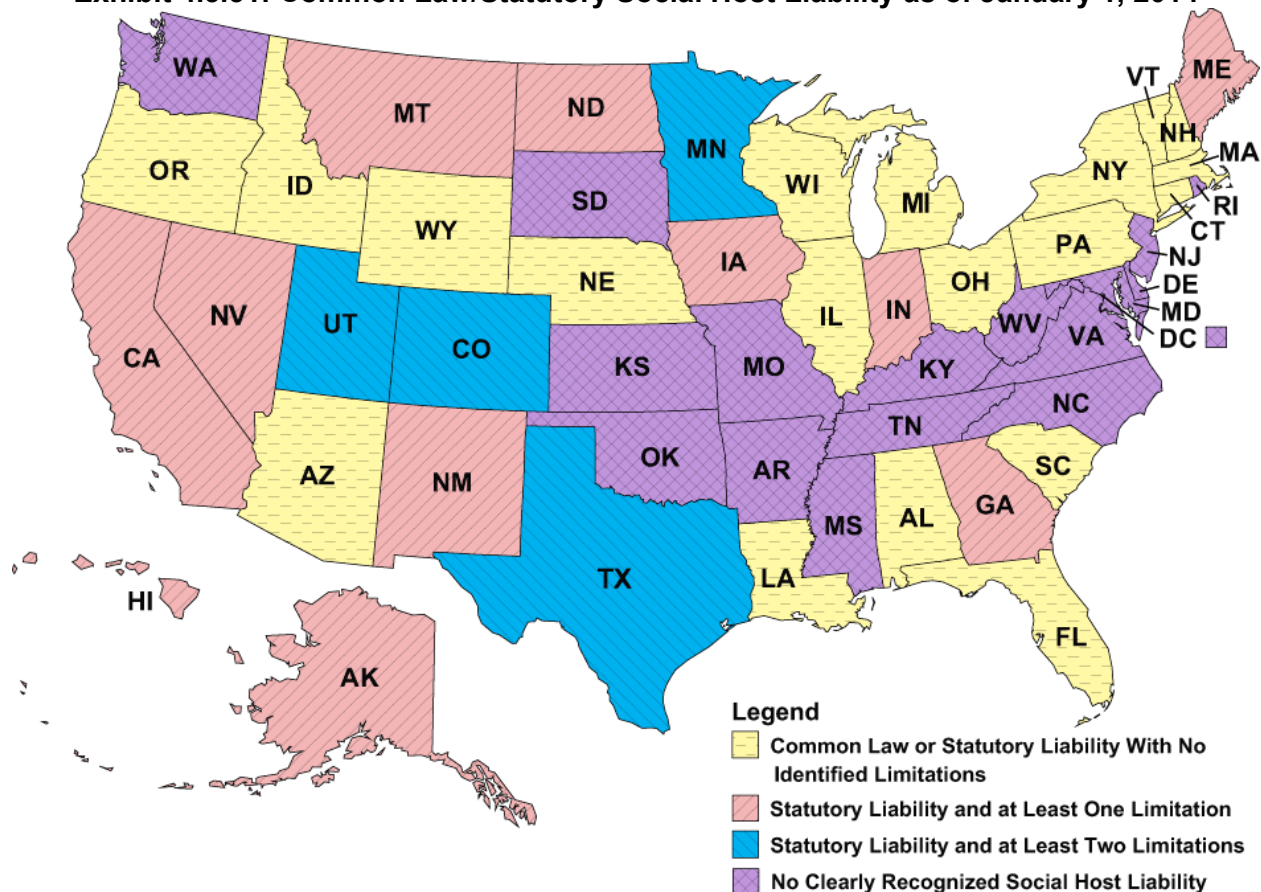 WA
MT
ND
MN
ME
VT
NH
MA
OR
ID
SD
WI
MI
NY
RI
CT
WY
IA
PA
NJ
NE
OH
DE
MD
DC
NV
UT
CO
IL
IN
WV
VA
CA
KS
MO
KY
NC
TN
AZ
NM
OK
AR
SC
MS
AL
GA
TX
LA
HI
FL
AK
Legend
Common Law or Statutory Liability With No
Identified Limitations
Statutory Liability and at Least One Limitation
Statutory Liability and at Least Two Limitations
No Clearly Recognized Social Host Liability